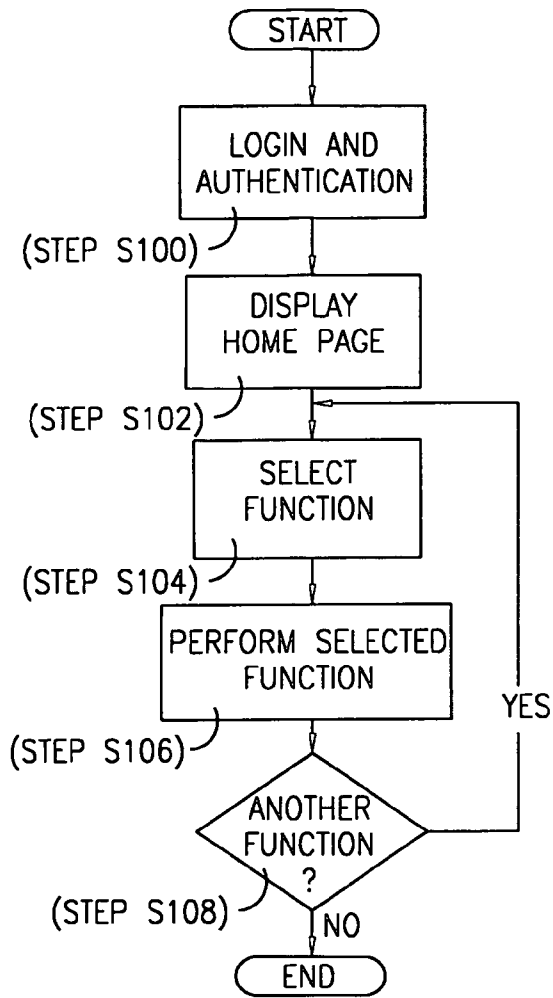 START
LOGIN AND
AUTHENTICATION
(STEP S100)
DISPLAY
HOME PAGE
(STEP S102)
SELECT
FUNCTION
(STEP S104)
PERFORM SELECTED
FUNCTION
(STEP S106)
YES
ANOTHER
FUNCTION
?
(STEP S108)
NO
END